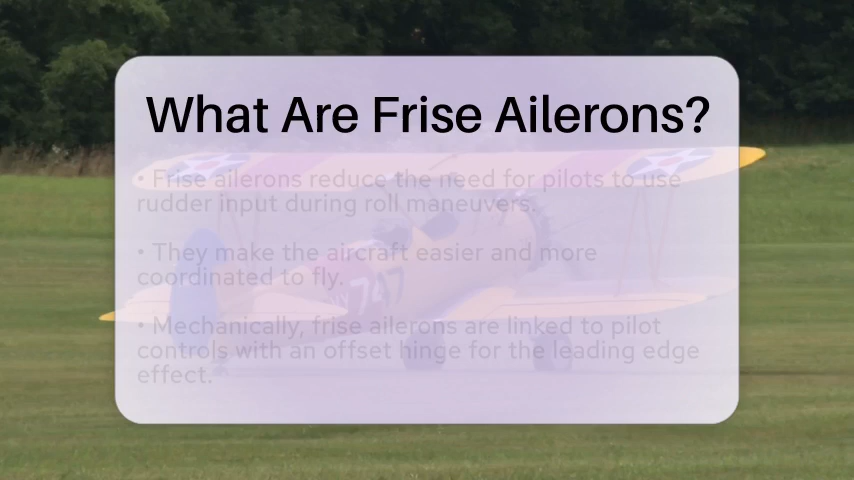 What Are Frise Ailerons?
• Frise ailerons reduce the need for pilots to use
rudder input during roll maneuvers.
• They make the aircraft easier and more
coordinated to fly.
• Mechanically, frise ailerons are linked to pilot
controls with an offset hinge for the leading edge
effect.
747